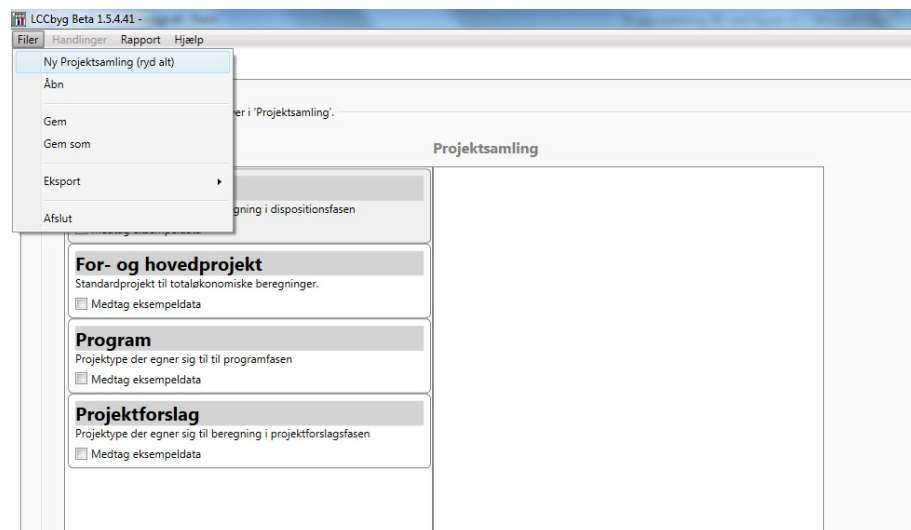 LCCbyg Beta 1.5.4.41 -
Filer Handlinger Rapport Hjælp
Ny Projektsamling (ryd alt)
Åbn
Gem
Gem som
Eksport
Afslut
er i 'Projektsamling'.
Projektsamling
gning i dispositionsfasen
For- og hovedprojekt
Standardprojekt til totaløkonomiske beregninger.
Medtag eksempeldata
Program
Projektype der egner sig til til programfasen
Medtag eksempeldata
Projektforslag
Projektype der egner sig til beregning i projektforslagsfasen
Medtag eksempeldata